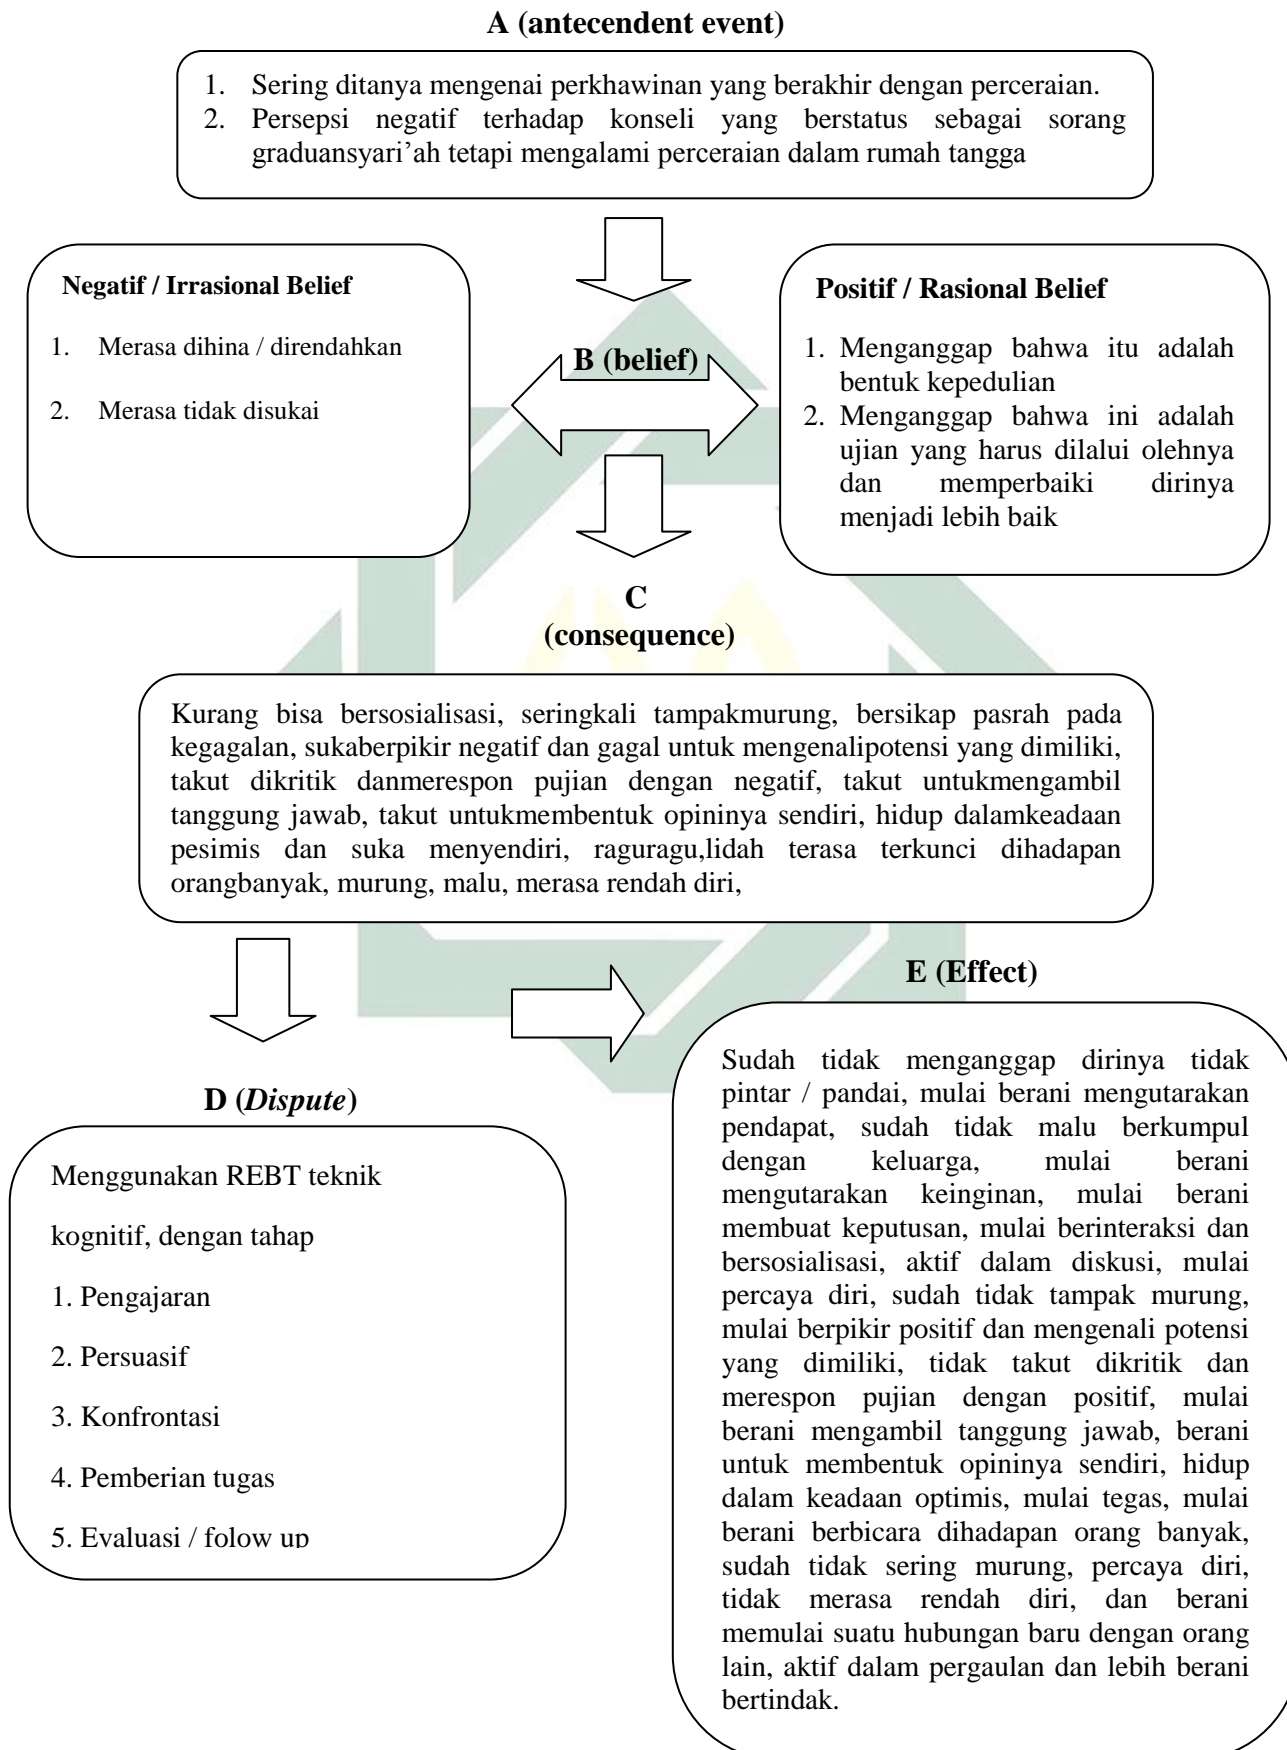 A (antecendent event)
1. Sering ditanya mengenai perkhawinan yang berakhir dengan perceraian.
2. Persepsi negatif terhadap konseli yang berstatus sebagai sorang
graduansyari’ah tetapi mengalami perceraian dalam rumah tangga
Negatif / Irrasional Belief
1. Merasa dihina / direndahkan
2. Merasa tidak disukai
B (belief)
Positif / Rasional Belief
1. Menganggap bahwa itu adalah
bentuk kepedulian
2. Menganggap bahwa ini adalah
ujian yang harus dilalui olehnya
dan memperbaiki dirinya
menjadi lebih baik
C
(consequence)
Kurang bisa bersosialisasi, seringkali tampakmurung, bersikap pasrah pada
kegagalan, sukaberpikir negatif dan gagal untuk mengenalipotensi yang dimiliki,
takut dikritik danmerespon pujian dengan negatif, takut untukmengambil
tanggung jawab, takut untukmembentuk opininya sendiri, hidup dalamkeadaan
pesimis dan suka menyendiri, raguragu,lidah terasa terkunci dihadapan
orangbanyak, murung, malu, merasa rendah diri,
D (Dispute)
Menggunakan REBT teknik
kognitif, dengan tahap
1. Pengajaran
2. Persuasif
3. Konfrontasi
4. Pemberian tugas
5. Evaluasi / folow up
E (Effect)
Sudah tidak menganggap dirinya tidak
pintar / pandai, mulai berani mengutarakan
pendapat, sudah tidak malu berkumpul
dengan keluarga, mulai berani
mengutarakan keinginan, mulai berani
membuat keputusan, mulai berinteraksi dan
bersosialisasi, aktif dalam diskusi, mulai
percaya diri, sudah tidak tampak murung,
mulai berpikir positif dan mengenali potensi
yang dimiliki, tidak takut dikritik dan
merespon pujian dengan positif, mulai
berani mengambil tanggung jawab, berani
untuk membentuk opininya sendiri, hidup
dalam keadaan optimis, mulai tegas, mulai
berani berbicara dihadapan orang banyak,
sudah tidak sering murung, percaya diri,
tidak merasa rendah diri, dan berani
memulai suatu hubungan baru dengan orang
lain, aktif dalam pergaulan dan lebih berani
bertindak.